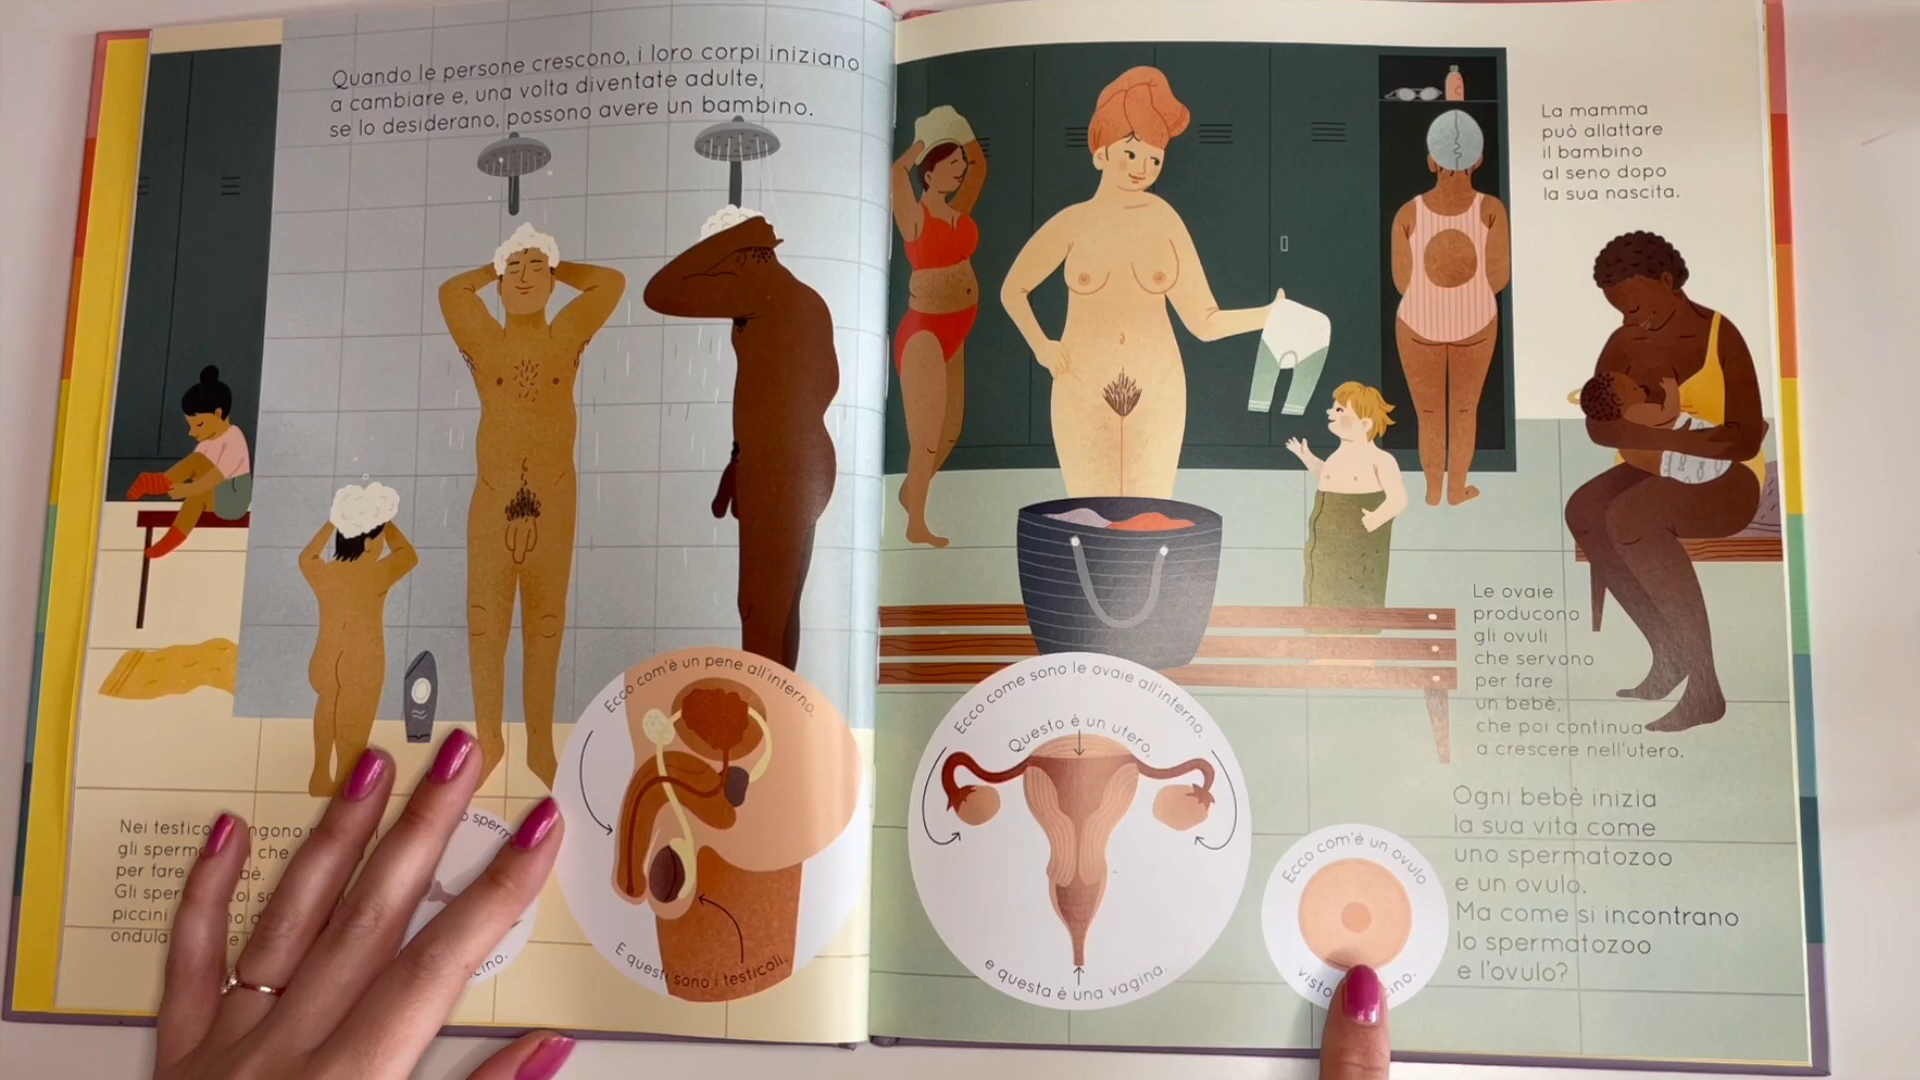 Quando le persone crescono, i loro corpi iniziano
a cambiare e, una volta diventate adulte,
se lo desiderano, possono avere un bambino.
Nei
gli
che
per fare
Gli
piccini
Ecco com'è un pene all'interno.
E questi sono i testicoli.
La mamma
può allattare
il bambino
al seno dopo
la sua nascita.
Ecco come sono le ovaie all'interno.
Questo è un utero,
e questa è una vagina.
Le ovaie
producono
gli ovuli
che servono
per fare
un bebè,
che poi continua
a crescere nell'utero.
Ecco com'è un ovulo
visto
Ogni bebè inizia
la sua vita come
uno spermatozoo
e un ovulo.
Ma come si incontrano
lo spermatozoo
e l'ovulo?